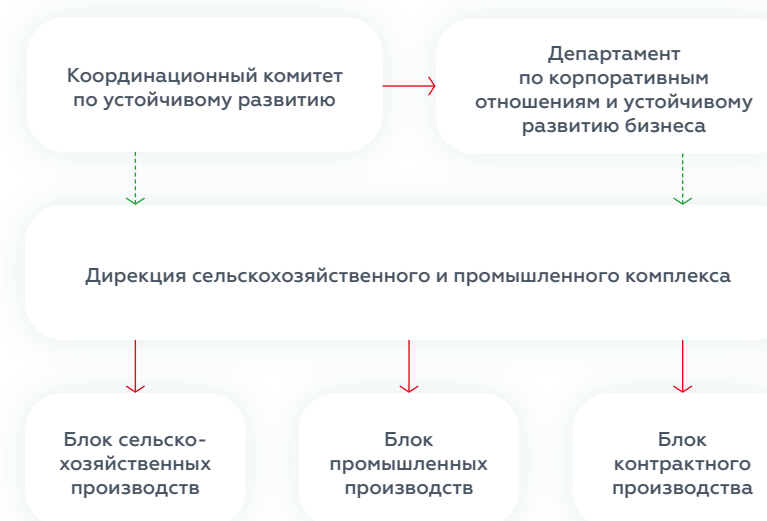 Координационный комитет
по устойчивому развитию
Департамент
по корпоративным
отношениям и устойчивому
развитию бизнеса
Дирекция сельскохозяйственного и промышленного комплекса
Блок сельско-
хозяйственных
производств
Блок
промышленных
производств
Блок
контрактного
производства